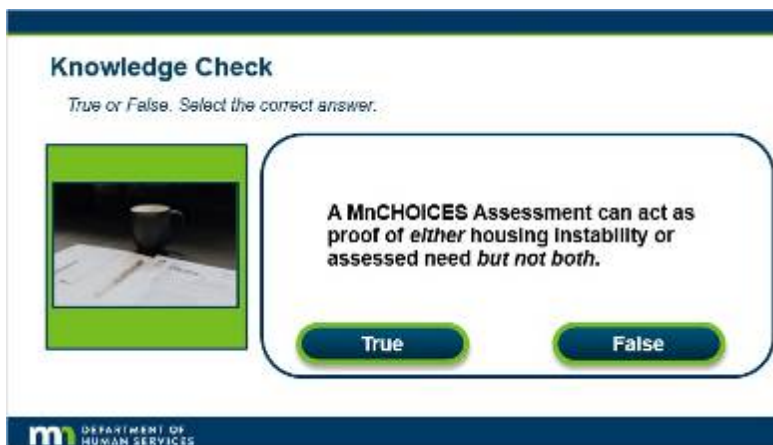 Knowledge Check
True or False. Select the correct answer.
A MnCHOICES Assessment can act as
proof of either housing instability or
assessed need but not both.
True
False
mn DEPARTMENT OF
HUMAN SERVICES